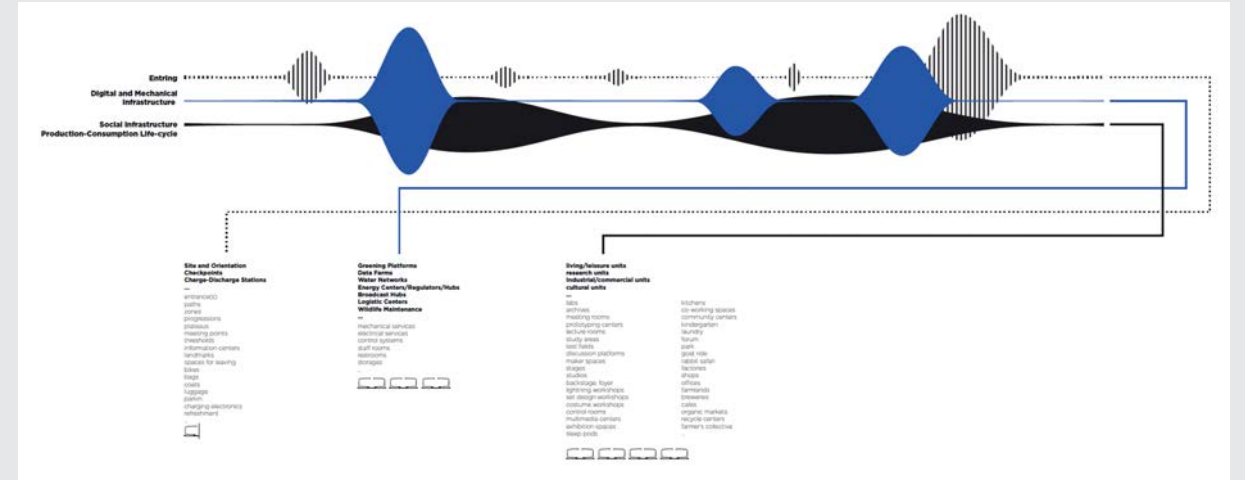 Entring
Digital and Mechanical
Infrastructure
Social Infrastructure
Production-Consumption Life-cycle
Site and Orientation
Checkpoints
Charge-Discharge Stations
--
entrance(s)
paths
zones
progressions
plateaus
meeting points
thresholds
information centers
landmarks
spaces for leaving
bikes
bags
coats
luggage
charging electronics
refreshment
Greening Platforms
Data Farms
Water Networks
Energy Centers/Regulators/Hubs
Broadcast Hubs
Logistic Centers
Wildlife Maintenance
--
mechanical services
electrical services
control systems
staff rooms
restrooms
storages
living/leisure units
research units
industrial/commercial units
cultural units
--
labs
archives
meeting rooms
prototyping centers
lecture rooms
study areas
test fields
discussion platforms
maker spaces
stages
studios
backstage foyer
lightning workshops
set design workshops
costume workshops
control rooms
multimedia centers
exhibition spaces
sleep pods
kitchens
co-working spaces
community centers
kindergarten
laundry
forum
park
goat ride
rabbit safari
factories
shops
offices
farmlands
breweries
cafes
organic markets
recycle centers
farmer's collective